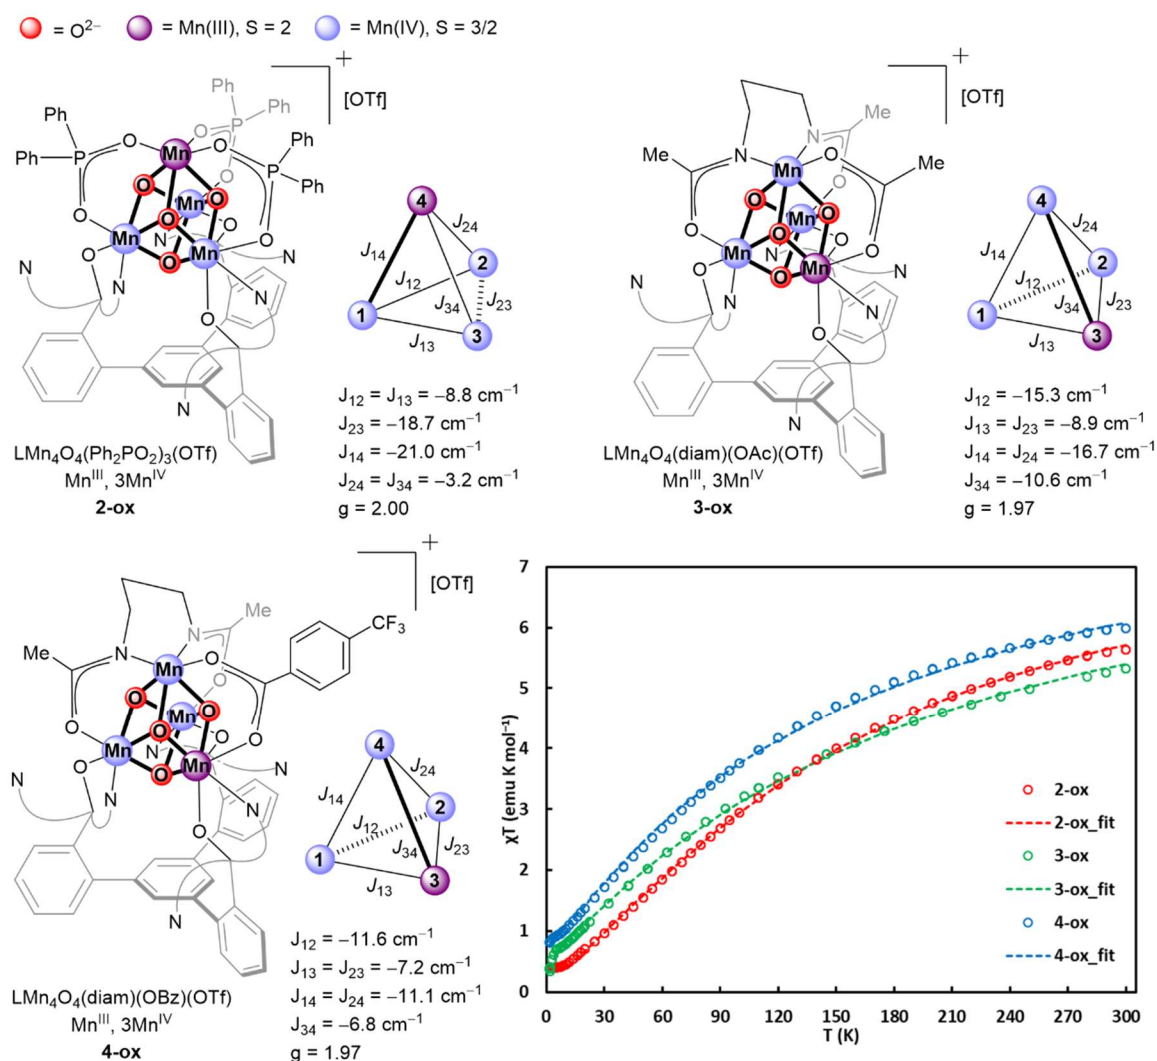 = O²⁻ = Mn(III), S = 2 = Mn(IV), S = 3/2
+
[OTf]
Ph
Ph
Ph
P
O
O
Ph
P
O
Mn
O
P
Ph
Ph
O
O
Mn
O
O
O
Mn
O
Mn
O
O
N
N
N
O
N
N
LMn₄O₄(Ph₂PO₂)₃(OTf)
Mnᴵᴵᴵ, 3Mnᴵⱽ
2-ox
4
J₂₄
J₁₄
2
J₁₂
J₃₄
J₂₃
1
3
J₁₃
J₁₂ = J₁₃ = −8.8 cm⁻¹
J₂₃ = −18.7 cm⁻¹
J₁₄ = −21.0 cm⁻¹
J₂₄ = J₃₄ = −3.2 cm⁻¹
g = 2.00
+
[OTf]
N
Me
Me
N
O
Me
Mn
O
O
Mn
O
O
O
Mn
O
Mn
O
O
N
N
N
O
N
N
LMn₄O₄(diam)(OAc)(OTf)
Mnᴵᴵᴵ, 3Mnᴵⱽ
3-ox
4
J₂₄
J₁₄
2
J₁₂
J₃₄
J₂₃
1
3
J₁₃
J₁₂ = −15.3 cm⁻¹
J₁₃ = J₂₃ = −8.9 cm⁻¹
J₁₄ = J₂₄ = −16.7 cm⁻¹
J₃₄ = −10.6 cm⁻¹
g = 1.97
+
[OTf]
Me
CF₃
N
Me
N
O
Mn
O
O
Mn
O
O
O
Mn
O
Mn
O
O
N
N
N
O
N
N
LMn₄O₄(diam)(OBz)(OTf)
Mnᴵᴵᴵ, 3Mnᴵⱽ
4-ox
4
J₂₄
J₁₄
2
J₁₂
J₃₄
J₂₃
1
3
J₁₃
J₁₂ = −11.6 cm⁻¹
J₁₃ = J₂₃ = −7.2 cm⁻¹
J₁₄ = J₂₄ = −11.1 cm⁻¹
J₃₄ = −6.8 cm⁻¹
g = 1.97
χT (emu K mol⁻¹)
7
6
5
4
3
2
1
0
2-ox
2-ox_fit
3-ox
3-ox_fit
4-ox
4-ox_fit
0 30 60 90 120 150 180 210 240 270 300
T (K)